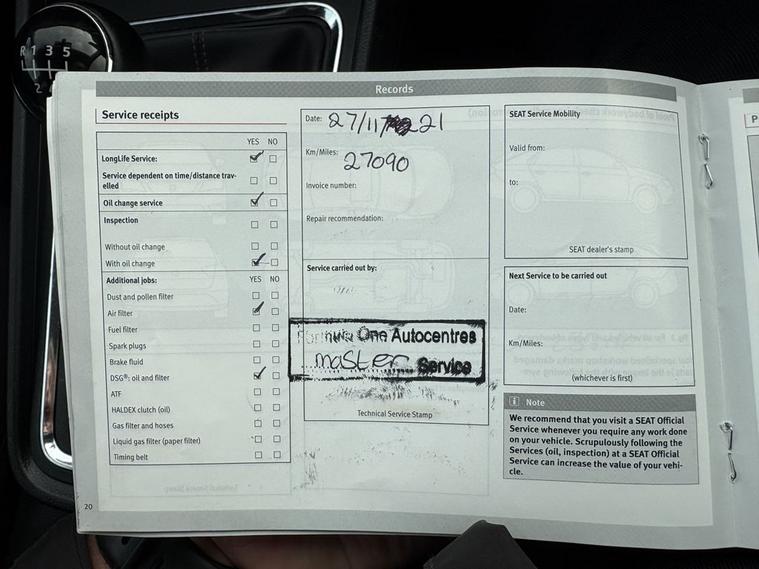 R 1 3 5
2
Records
Service receipts
YES NO
LongLife Service:
Service dependent on time/distance trav-
elled
Oil change service
Inspection
Without oil change
With oil change
Additional jobs: YES NO
Dust and pollen filter
Air filter
Fuel filter
Spark plugs
Brake fluid
DSG®: oil and filter
ATF
HALDEX clutch (oil)
Gas filter and hoses
Liquid gas filter (paper filter)
Timing belt
20
Date: 27/11/21
Km/Miles: 27090
Invoice number:
Repair recommendation:
Service carried out by:
Formula One Autocentres
master Service
Technical Service Stamp
SEAT Service Mobility
Valid from:
to:
SEAT dealer's stamp
Next Service to be carried out
Date:
Km/Miles:
(whichever is first)
i Note
We recommend that you visit a SEAT Official
Service whenever you require any work done
on your vehicle. Scrupulously following the
Services (oil, inspection) at a SEAT Official
Service can increase the value of your vehi-
cle.
P